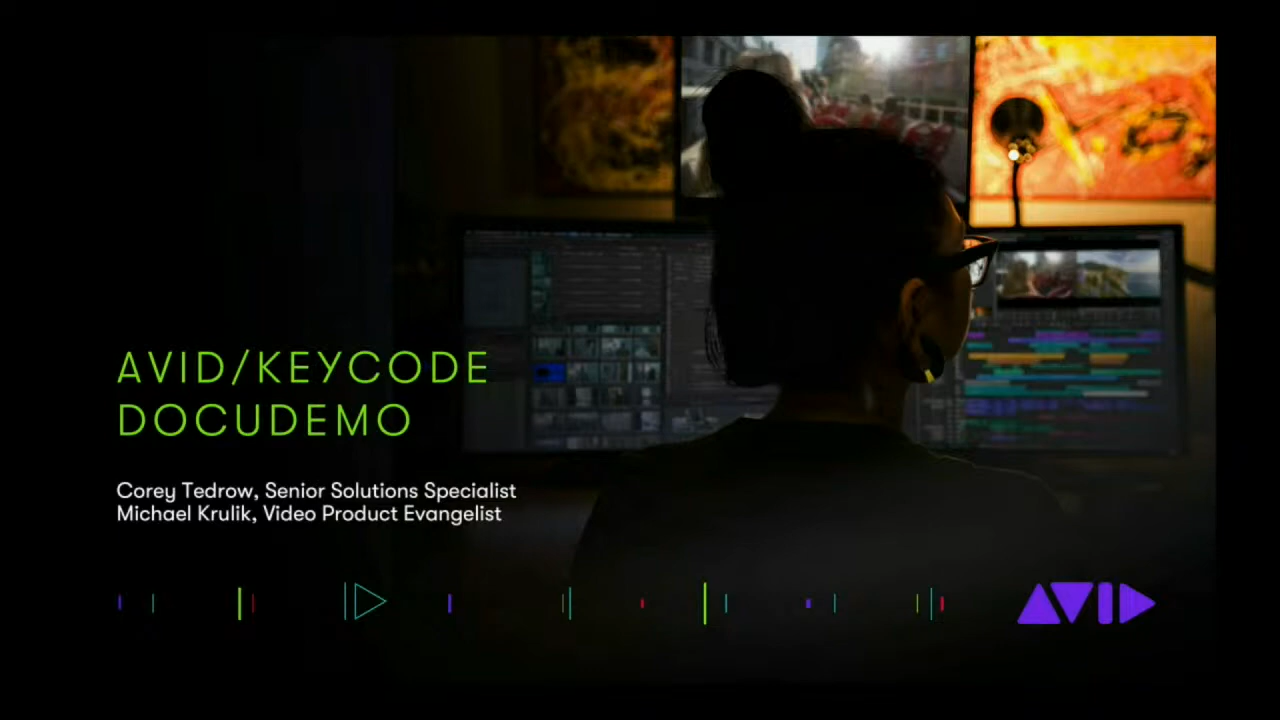 AVID/KEYCODE
DOCUDEMO
Corey Tedrow, Senior Solutions Specialist
Michael Krulik, Video Product Evangelist
AVID